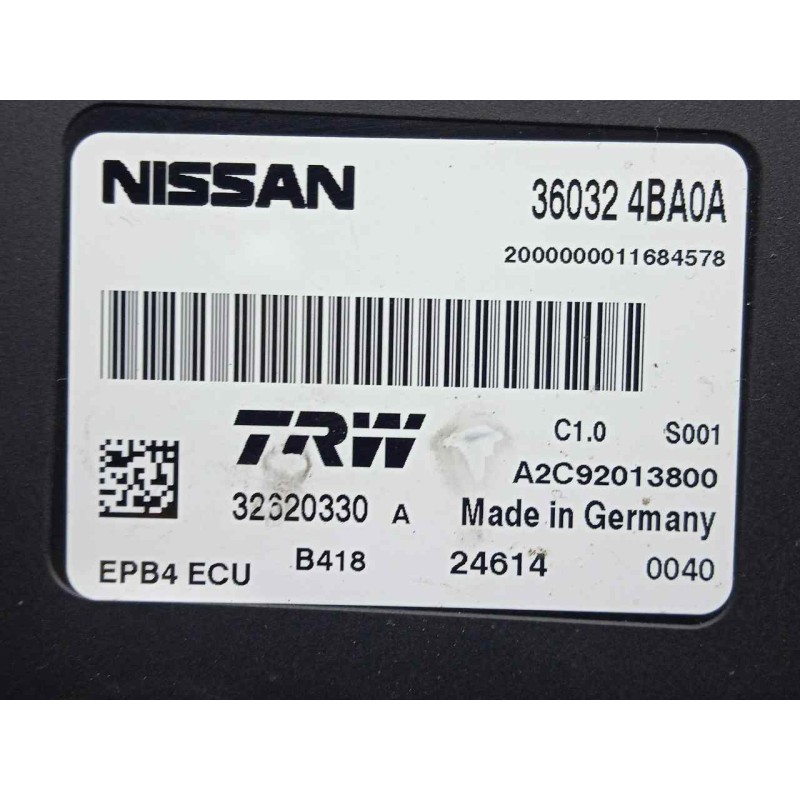 NISSAN 36032 4BA0A
2000000011684578
TRW C1.0 S001
A2C92013800
32620330 A Made in Germany
EPB4 ECU B418 24614 0040